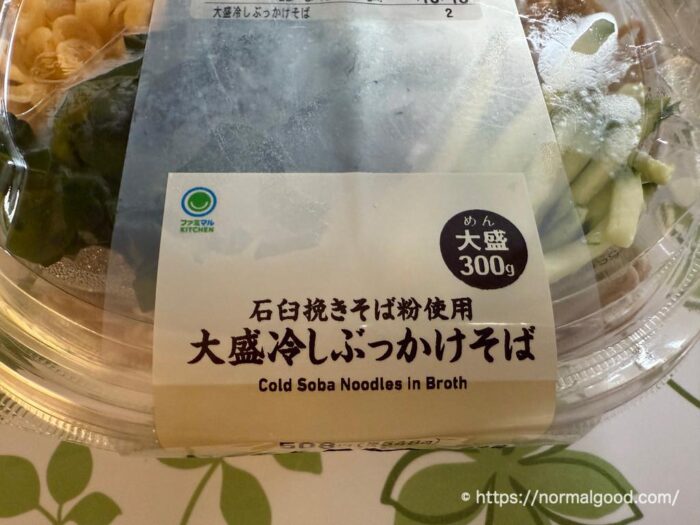 大盛冷しぶっかけそば
2
ファミマル
KITCHEN
めん
大盛
300g
石臼挽きそば粉使用
大盛冷しぶっかけそば
Cold Soba Noodles in Broth
© https://normalgood.com/